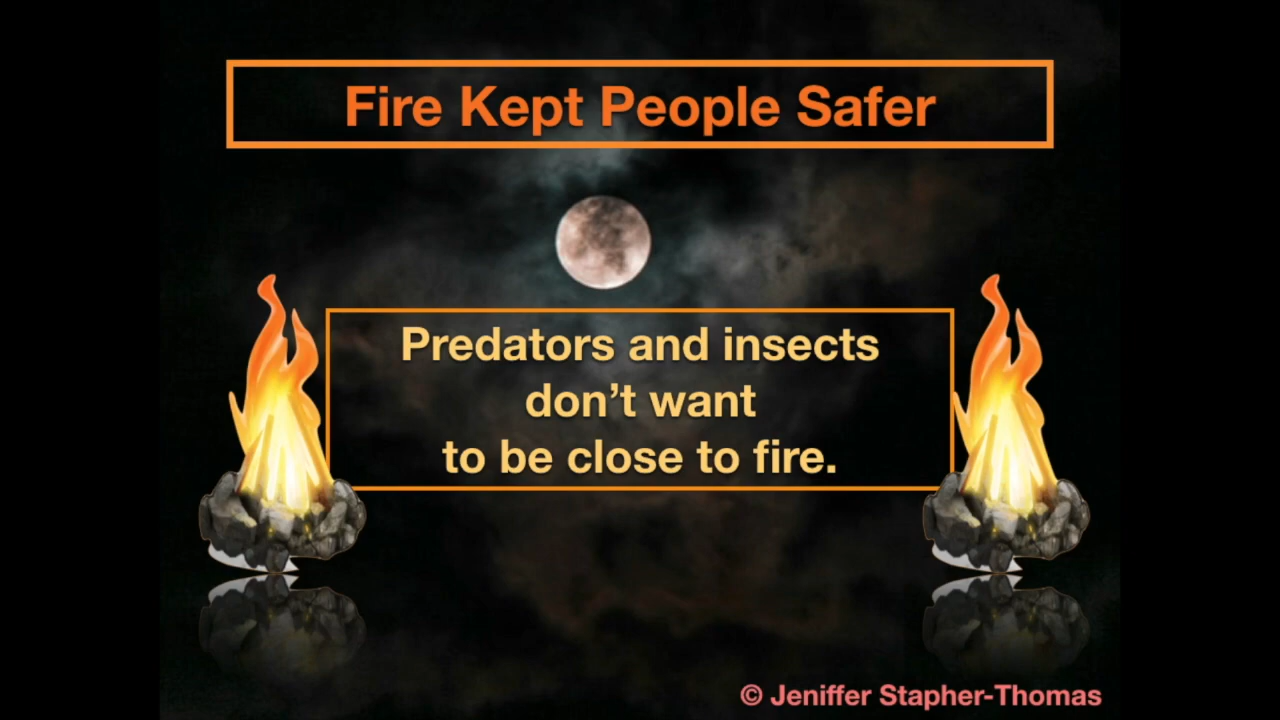 Fire Kept People Safer
Predators and insects
don’t want
to be close to fire.
© Jeniffer Stapher-Thomas